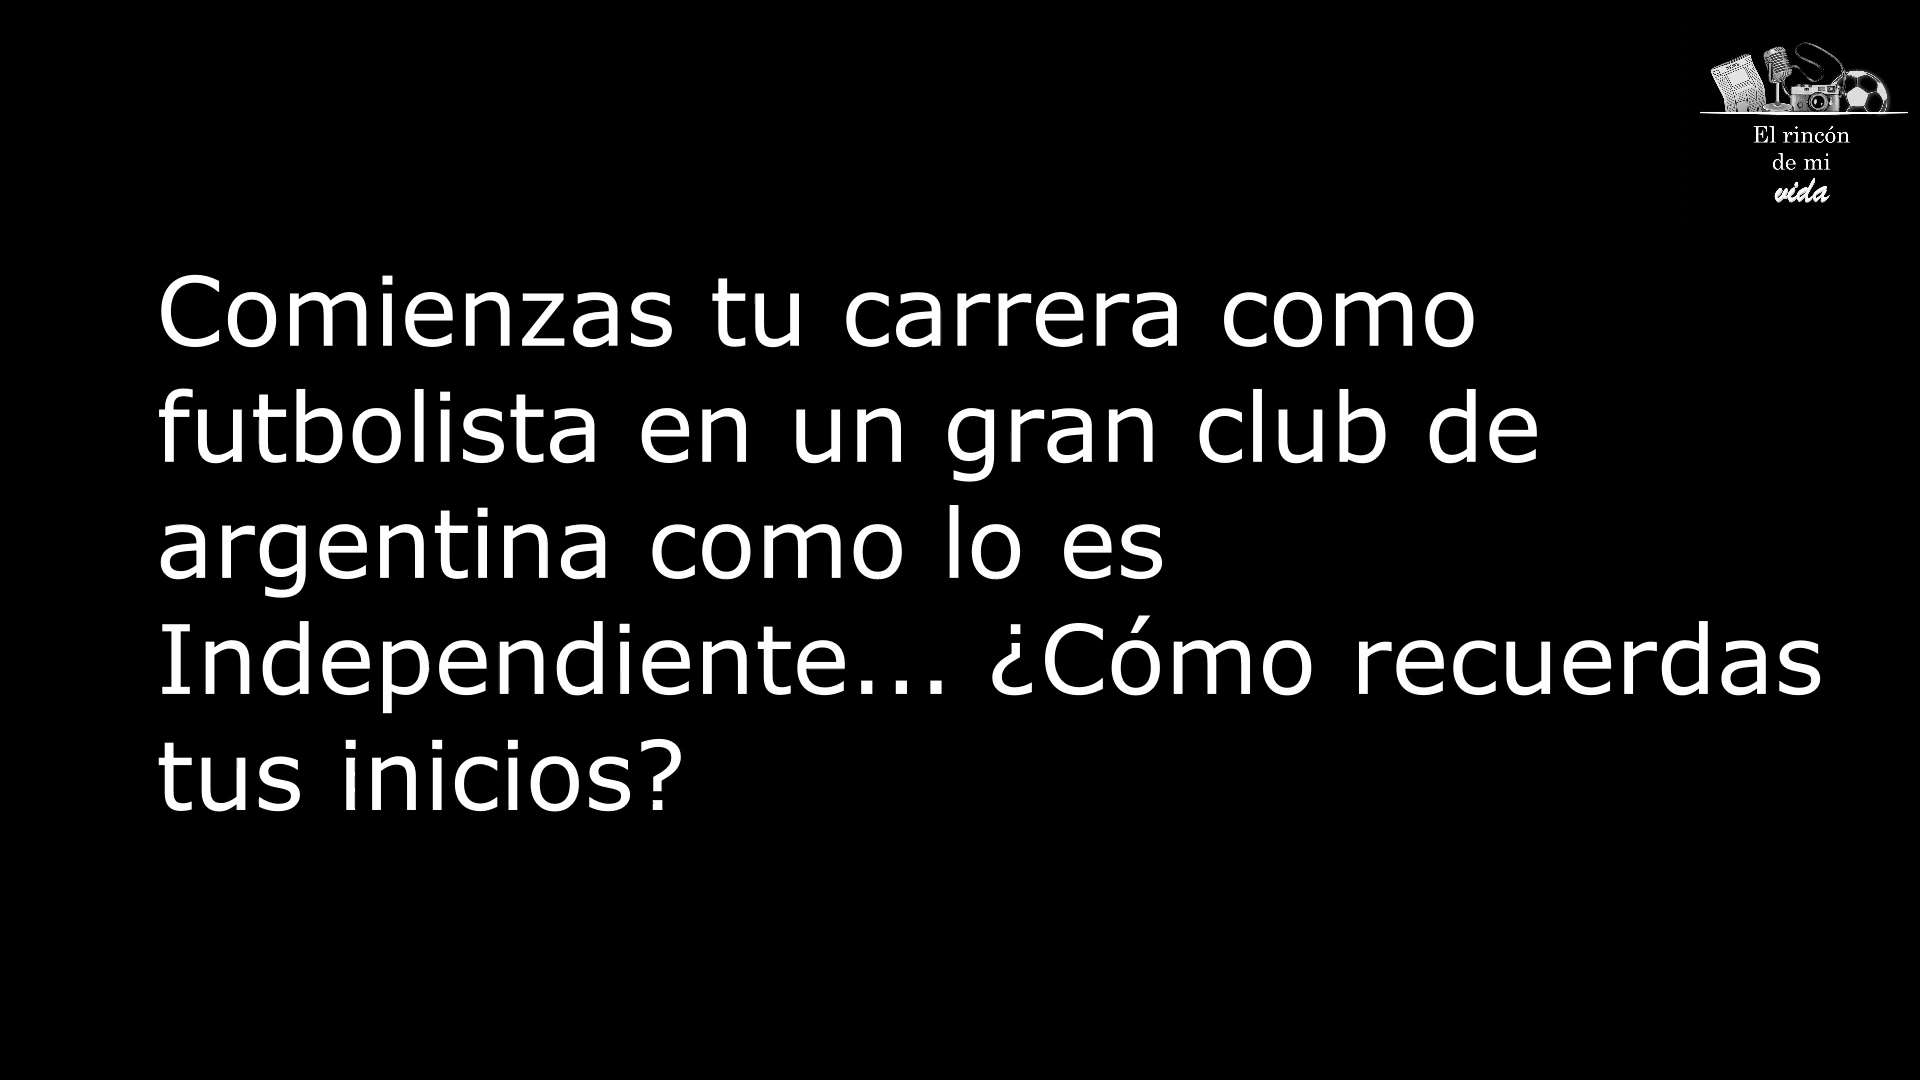 El rincón
de mi
vida
Comienzas tu carrera como
futbolista en un gran club de
argentina como lo es
Independiente... ¿Cómo recuerdas
tus inicios?